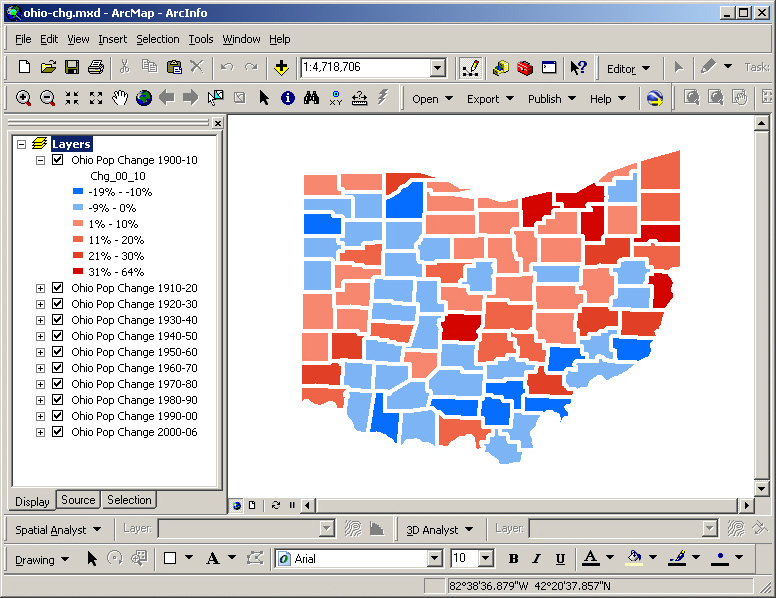 ohio-chg.mxd - ArcMap - ArcInfo
File Edit View Insert Selection Tools Window Help
1:4,718,706 Editor Task:
XY Open Export Publish Help
Layers
Ohio Pop Change 1900-10
Chg_00_10
-19% - -10%
-9% - 0%
1% - 10%
11% - 20%
21% - 30%
31% - 64%
Ohio Pop Change 1910-20
Ohio Pop Change 1920-30
Ohio Pop Change 1930-40
Ohio Pop Change 1940-50
Ohio Pop Change 1950-60
Ohio Pop Change 1960-70
Ohio Pop Change 1970-80
Ohio Pop Change 1980-90
Ohio Pop Change 1990-00
Ohio Pop Change 2000-06
Display Source Selection
Spatial Analyst Layer: 3D Analyst Layer:
Drawing A Arial 10 B I U A
82°38'36.879"W 42°20'37.857"N